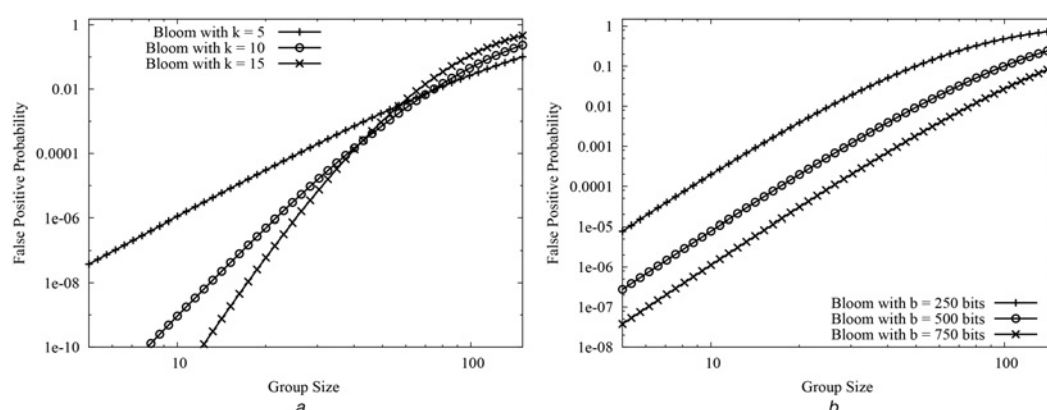 False Positive Probability
1
0.01
0.0001
1e-06
1e-08
1e-10
Bloom with k = 5
Bloom with k = 10
Bloom with k = 15
10
100
Group Size
a
False Positive Probability
1
0.1
0.01
0.001
0.0001
1e-05
1e-06
1e-07
1e-08
Bloom with b = 250 bits
Bloom with b = 500 bits
Bloom with b = 750 bits
10
100
Group Size
b